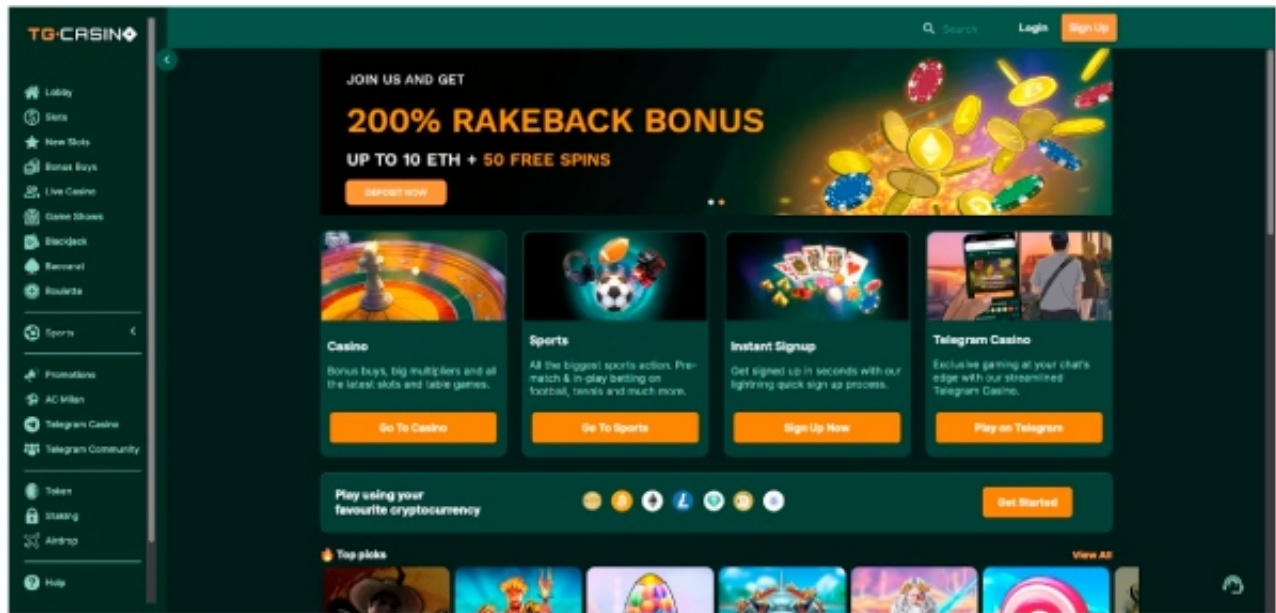 TG·CASINO
Search
Login
Sign Up
Lobby
Slots
New Slots
Bonus Buys
Live Casino
Game Shows
Blackjack
Baccarat
Roulette
Sports
Promotions
AC Milan
Telegram Casino
Telegram Community
Token
Staking
Airdrop
Help
JOIN US AND GET
200% RAKEBACK BONUS
UP TO 10 ETH + 50 FREE SPINS
DEPOSIT NOW
Casino
Bonus buys, big multipliers and all
the latest slots and table games.
Go To Casino
Sports
All the biggest sports action. Pre-
match & in-play betting on
football, tennis and much more.
Go To Sports
Instant Signup
Get signed up in seconds with our
lightning quick sign up process.
Sign Up Now
Telegram Casino
Exclusive gaming at your chat's
edge with our streamlined
Telegram Casino.
Play on Telegram
Play using your
favourite cryptocurrency
Get Started
Top picks
View All